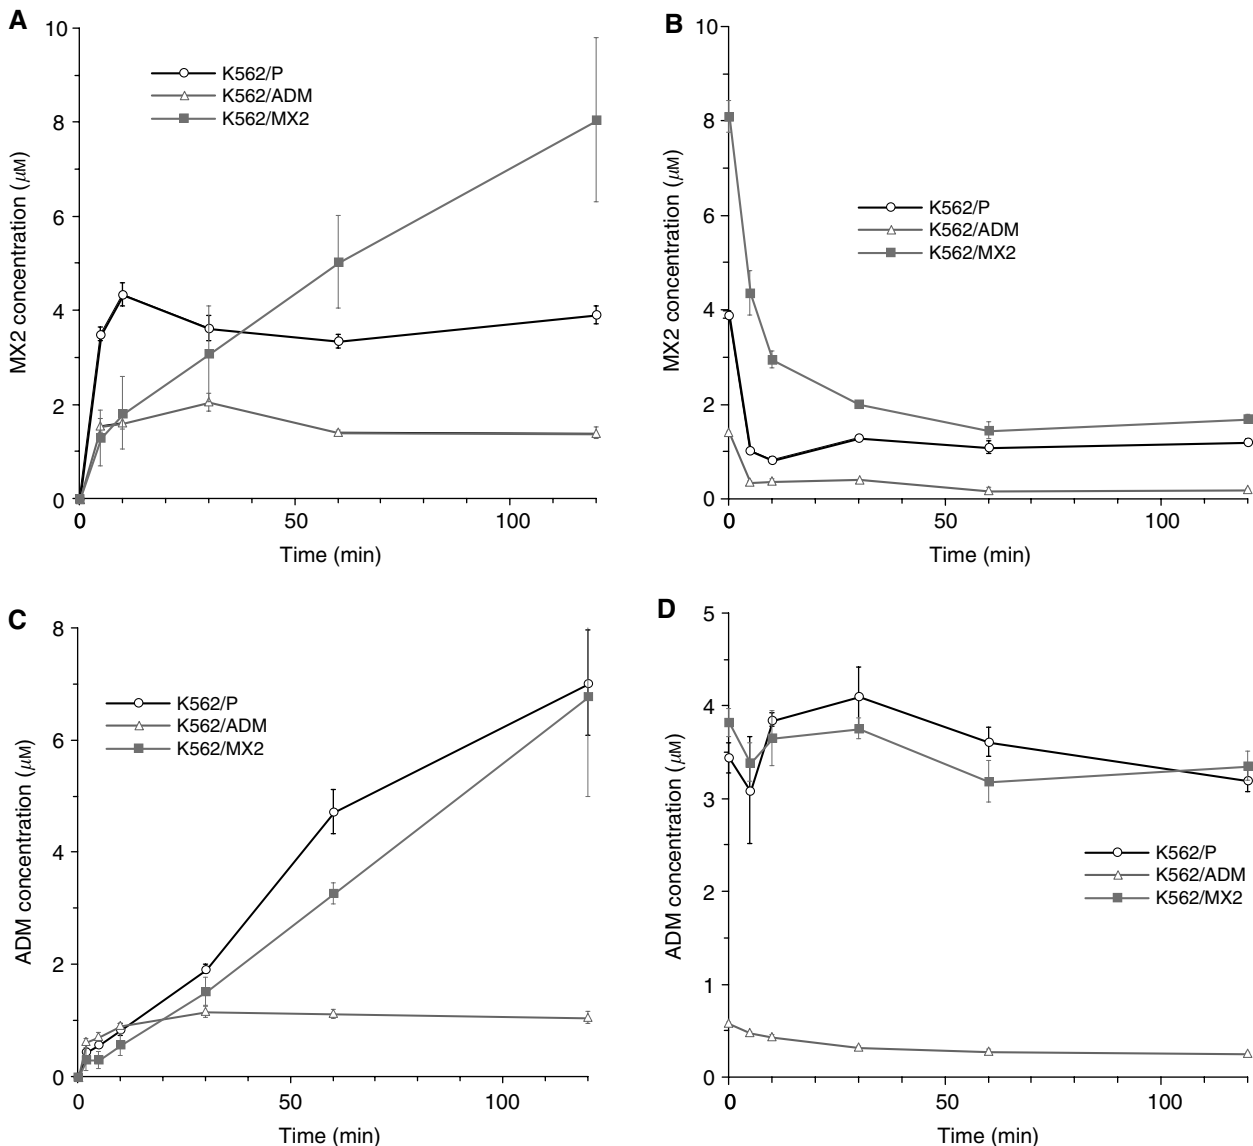 A
10
8
6
4
2
0
MX2 concentration (μM)
K562/P
K562/ADM
K562/MX2
0
50
100
Time (min)
B
10
8
6
4
2
0
MX2 concentration (μM)
K562/P
K562/ADM
K562/MX2
0
50
100
Time (min)
C
8
6
4
2
0
ADM concentration (μM)
K562/P
K562/ADM
K562/MX2
0
50
100
Time (min)
D
5
4
3
2
1
0
ADM concentration (μM)
K562/P
K562/ADM
K562/MX2
0
50
100
Time (min)